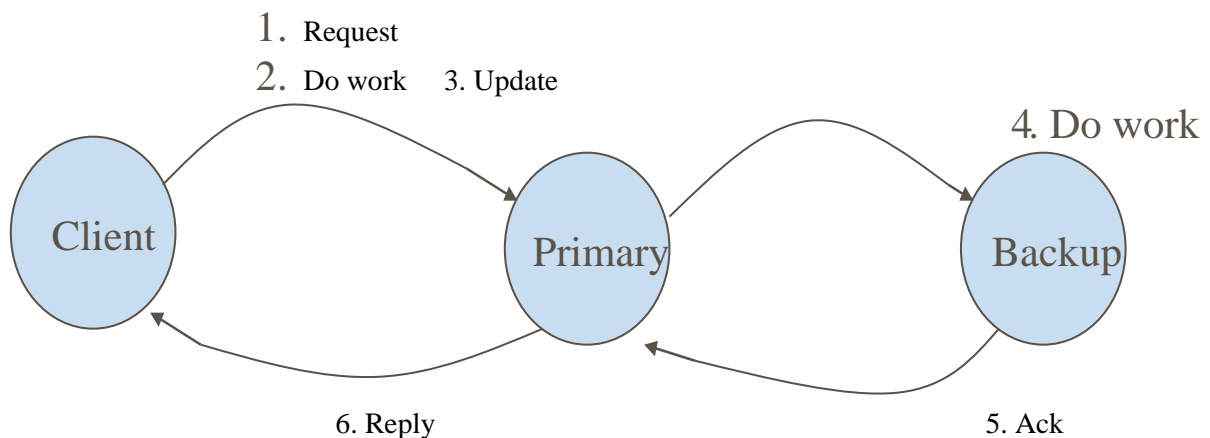 1. Request
2. Do work 3. Update
4. Do work
Client
Primary
Backup
6. Reply
5. Ack